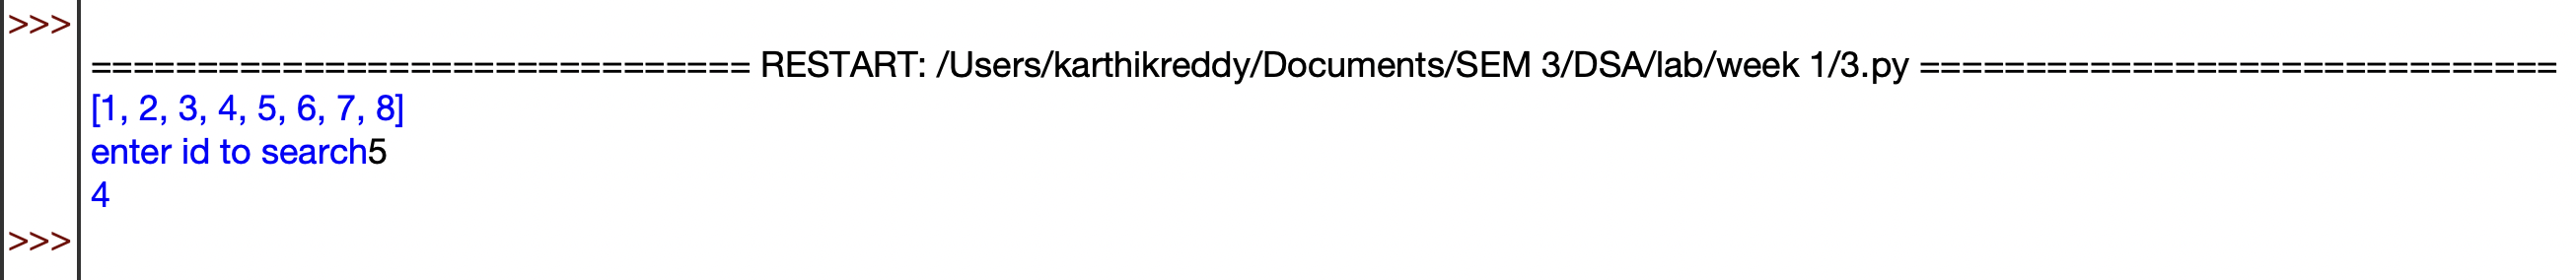 >>>
=============================== RESTART: /Users/karthikreddy/Documents/SEM 3/DSA/lab/week 1/3.py ==============================
[1, 2, 3, 4, 5, 6, 7, 8]
enter id to search5
4
>>>